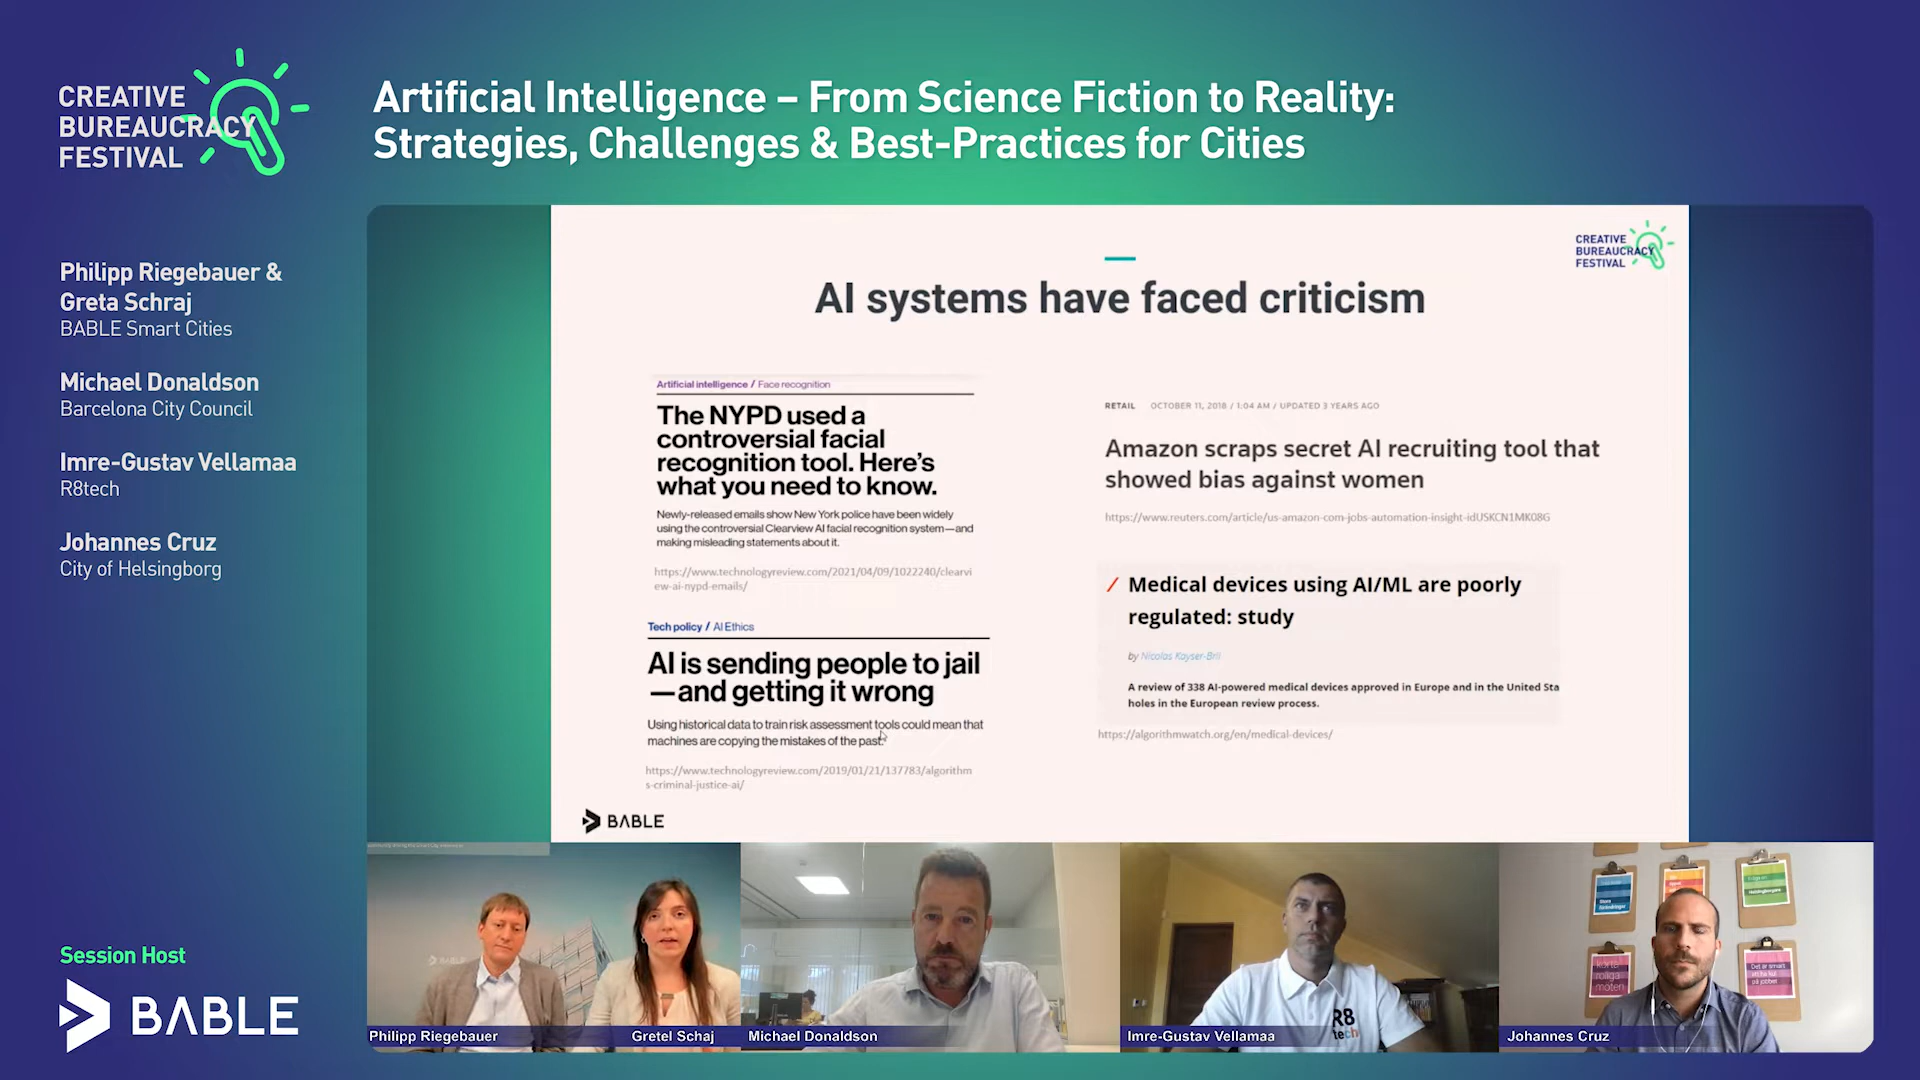 CREATIVE
BUREAUCRACY
FESTIVAL
Artificial Intelligence – From Science Fiction to Reality:
Strategies, Challenges & Best-Practices for Cities
Philipp Riegebauer &
Greta Schraj
BABLE Smart Cities
Michael Donaldson
Barcelona City Council
Imre-Gustav Vellamaa
R8tech
Johannes Cruz
City of Helsingborg
Session Host
BABLE
CREATIVE
BUREAUCRACY
FESTIVAL
AI systems have faced criticism
Artificial intelligence / Face recognition
The NYPD used a
controversial facial
recognition tool. Here's
what you need to know.
Newly-released emails show New York police have been widely
using the controversial Clearview AI facial recognition system—and
making misleading statements about it.
https://www.technologyreview.com/2021/04/09/1022240/clearvi
ew-ai-nypd-emails/
Tech policy / AI Ethics
AI is sending people to jail
—and getting it wrong
Using historical data to train risk assessment tools could mean that
machines are copying the mistakes of the past.
https://www.technologyreview.com/2019/01/21/137783/algorithm
s-criminal-justice-ai/
RETAIL OCTOBER 11, 2018 / 1:04 AM / UPDATED 3 YEARS AGO
Amazon scraps secret AI recruiting tool that
showed bias against women
https://www.reuters.com/article/us-amazon-com-jobs-automation-insight-idUSKCN1MK08G
/ Medical devices using AI/ML are poorly
regulated: study
by Nicolas Kayser-Bril
A review of 338 AI-powered medical devices approved in Europe and in the United Sta
holes in the European review process.
https://algorithmwatch.org/en/medical-devices/
BABLE
Philipp Riegebauer
Gretel Schaj
Michael Donaldson
R8
tech
Imre-Gustav Vellamaa
Johannes Cruz